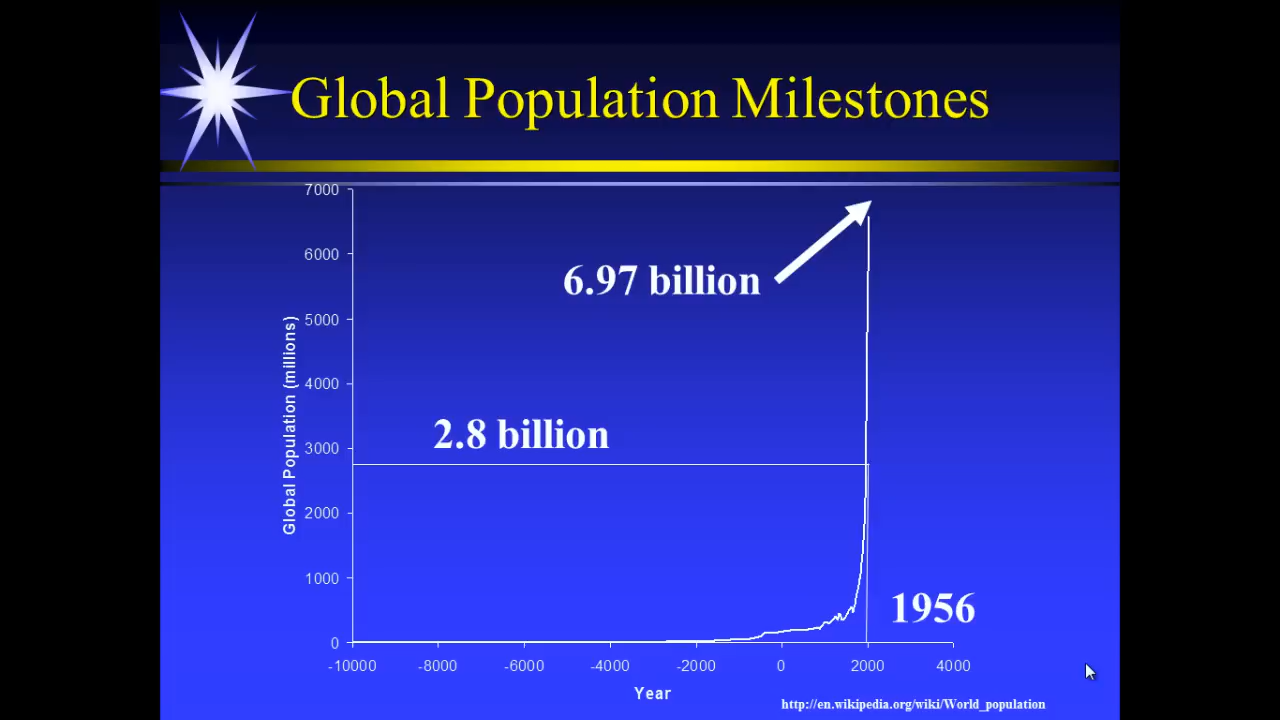 Global Population Milestones
7000
6000
5000
4000
3000
2000
1000
0
Global Population (millions)
6.97 billion
2.8 billion
1956
-10000 -8000 -6000 -4000 -2000 0 2000 4000
Year
http://en.wikipedia.org/wiki/World_population